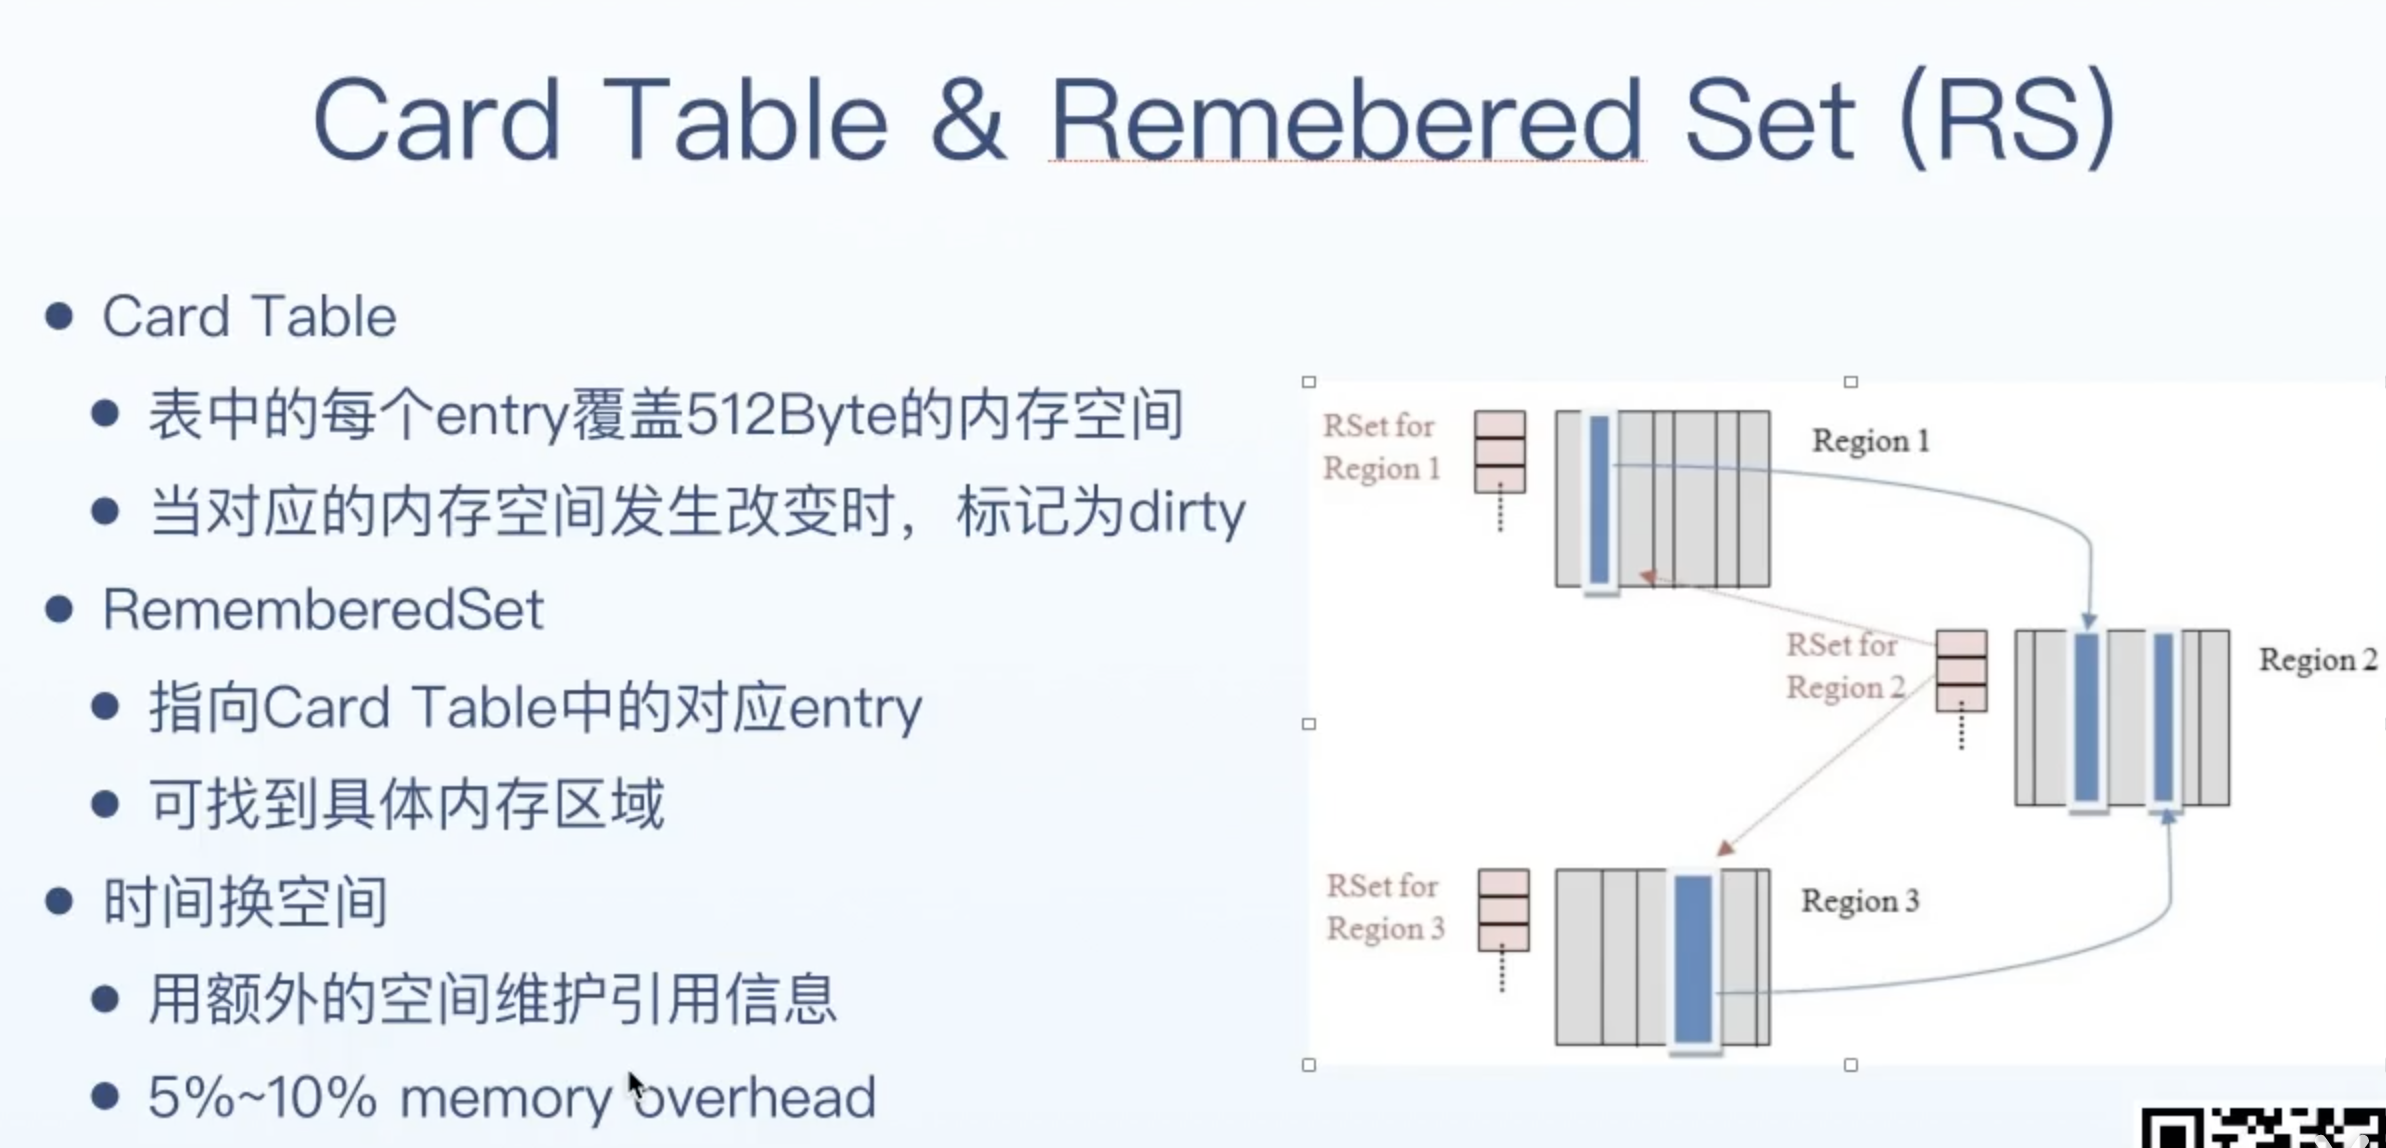 Card Table & Remebered Set (RS)
Card Table
表中的每个entry覆盖512Byte的内存空间
当对应的内存空间发生改变时，标记为dirty
RememberedSet
指向Card Table中的对应entry
可找到具体内存区域
时间换空间
用额外的空间维护引用信息
5%~10% memory overhead
RSet for
Region 1
Region 1
RSet for
Region 2
Region 2
RSet for
Region 3
Region 3